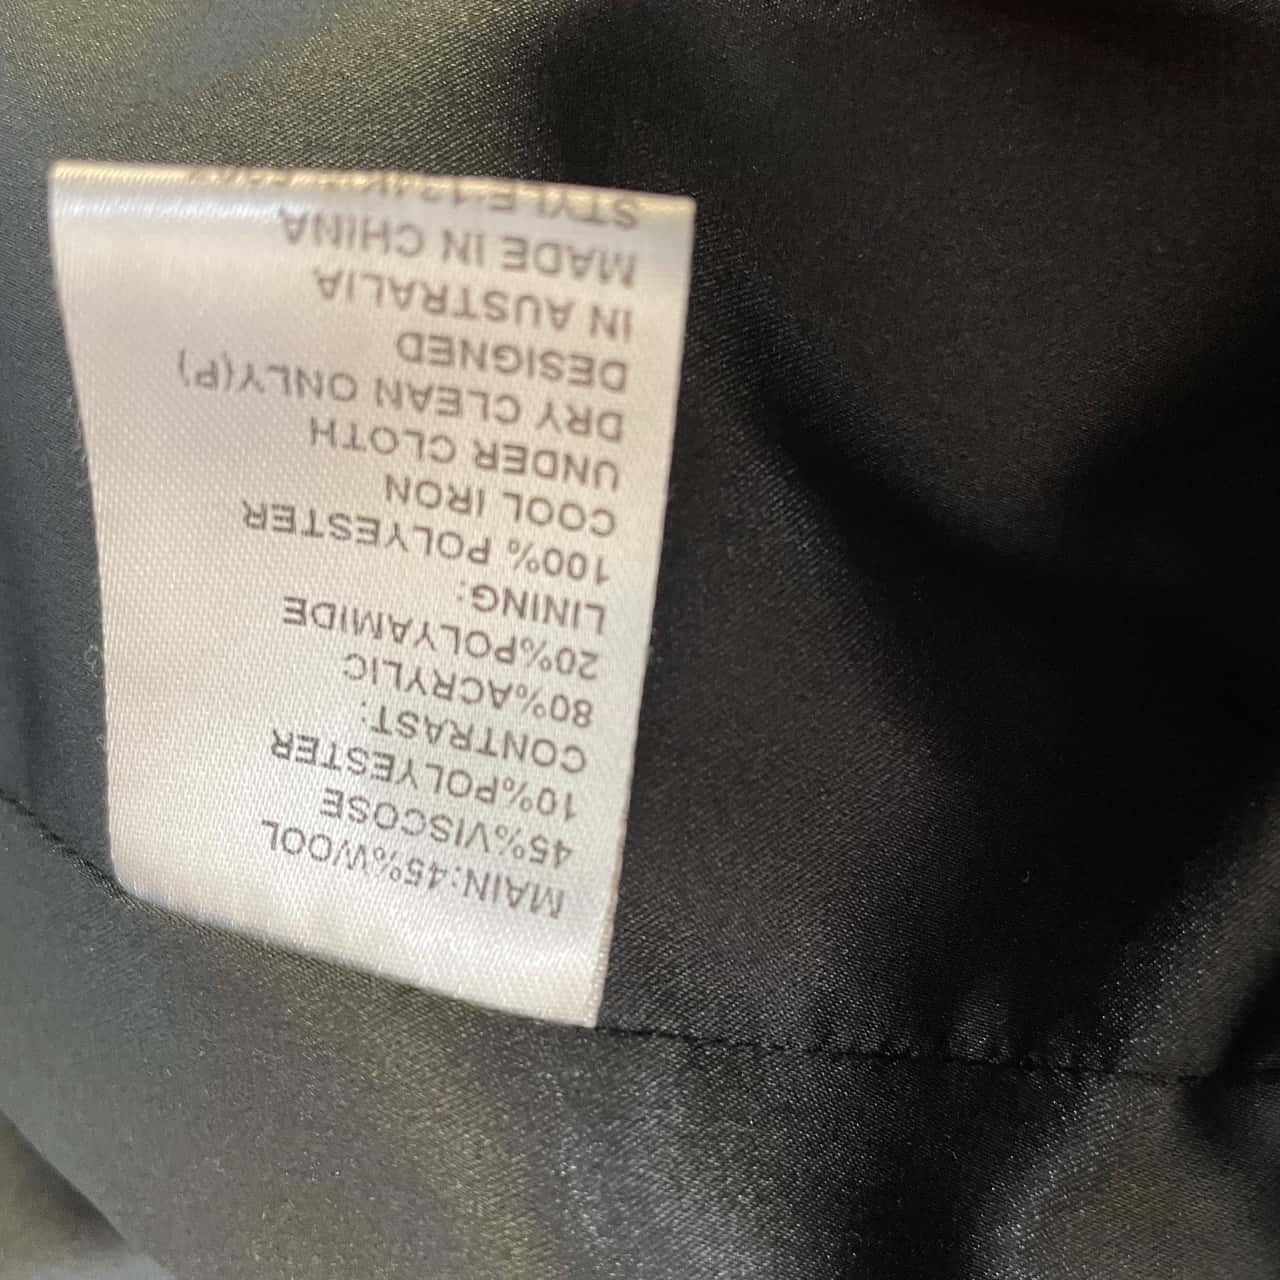 MAIN:45%WOOL
45%VISCOSE
10%POLYESTER
CONTRAST:
80%ACRYLIC
20%POLYAMIDE
LINING:
100% POLYESTER
COOL IRON
UNDER CLOTH
DRY CLEAN ONLY(P)
DESIGNED
IN AUSTRALIA
MADE IN CHINA